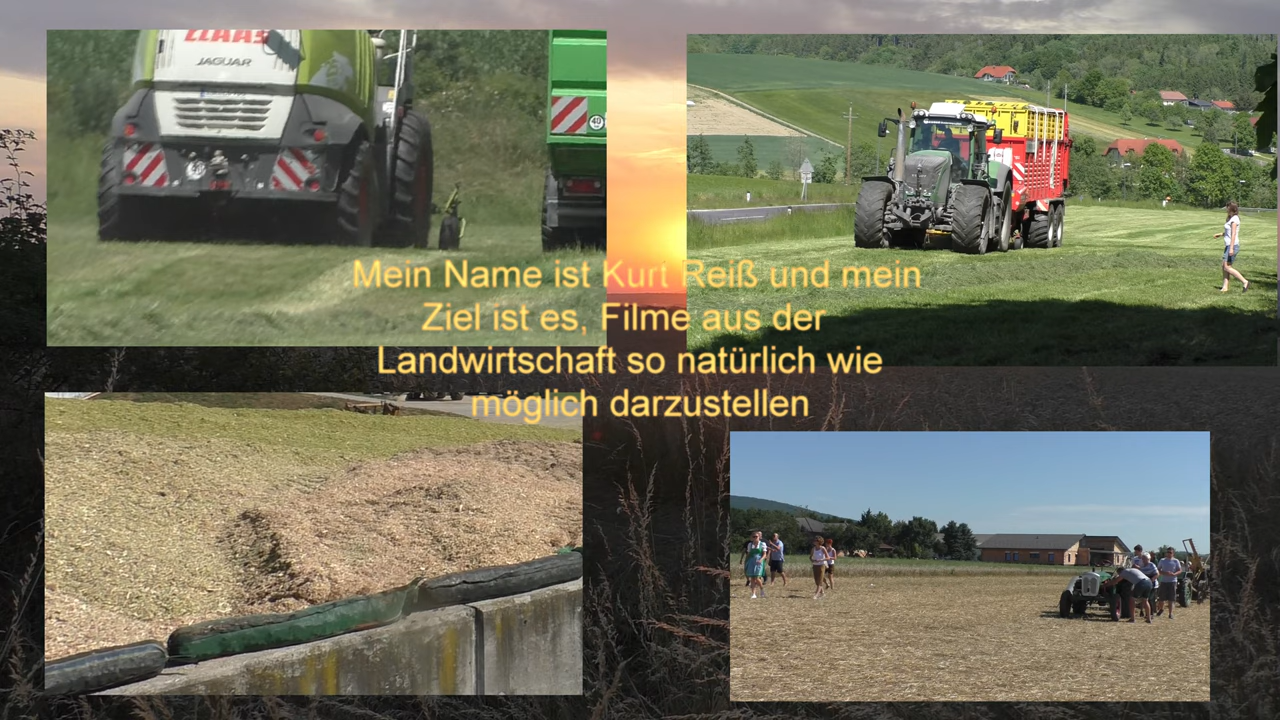 CLAAS
JAGUAR
40
Mein Name ist Kurt Reiß und mein
Ziel ist es, Filme aus der
Landwirtschaft so natürlich wie
möglich darzustellen